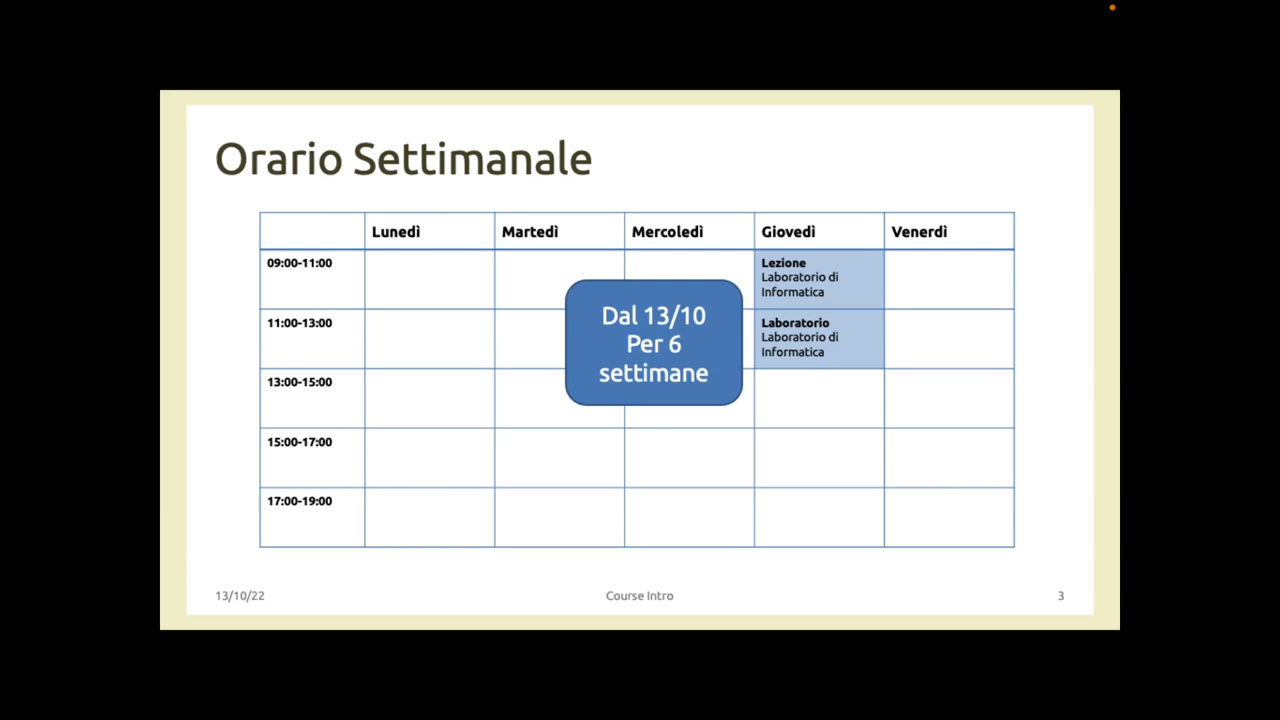 Orario Settimanale
Lunedì Martedì Mercoledì Giovedì Venerdì
09:00-11:00
Lezione
Laboratorio di
Informatica
11:00-13:00
Laboratorio
Laboratorio di
Informatica
Dal 13/10
Per 6
settimane
13:00-15:00
15:00-17:00
17:00-19:00
13/10/22 Course Intro 3